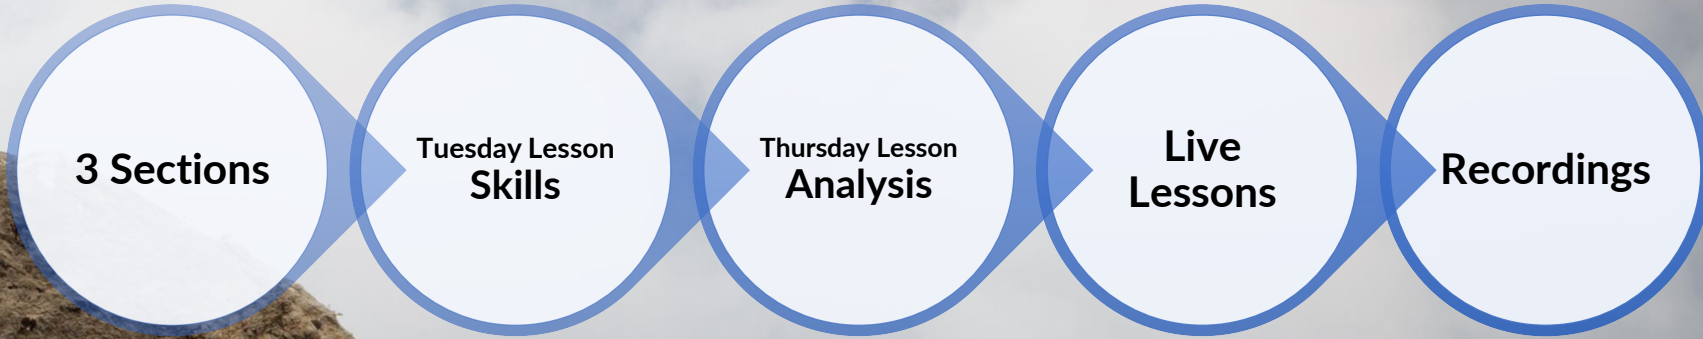 3 Sections
Tuesday Lesson
Skills
Thursday Lesson
Analysis
Live
Lessons
Recordings